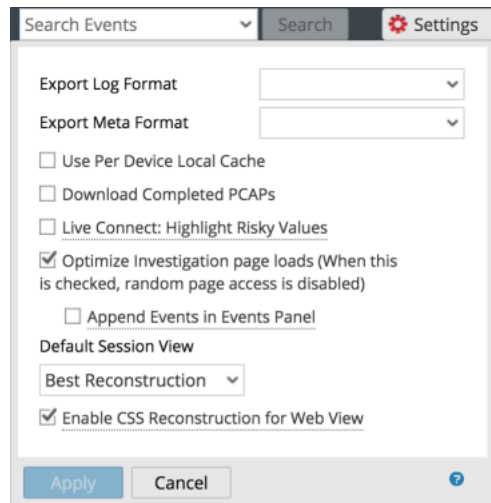 Search Events Search Settings
Export Log Format
Export Meta Format
Use Per Device Local Cache
Download Completed PCAPs
Live Connect: Highlight Risky Values
Optimize Investigation page loads (When this
is checked, random page access is disabled)
Append Events in Events Panel
Default Session View
Best Reconstruction
Enable CSS Reconstruction for Web View
Apply Cancel ?